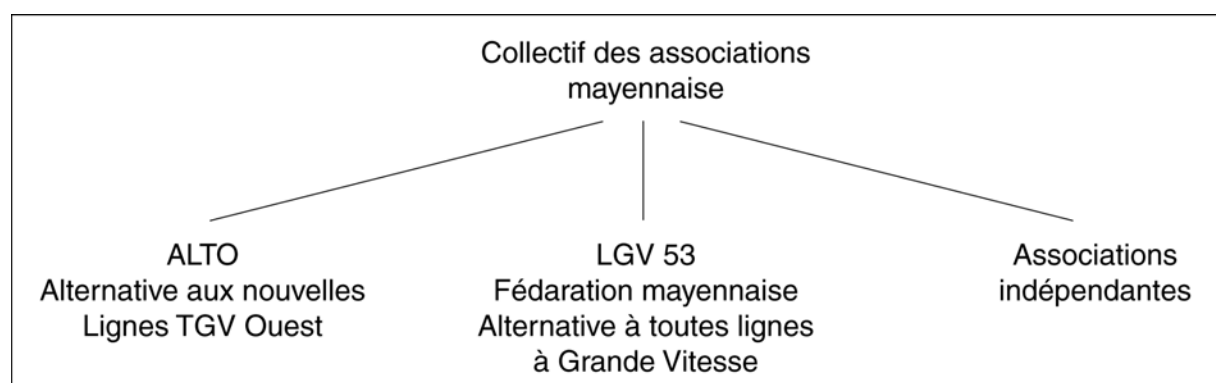 Collectif des associations
mayennaise
ALTO
Alternative aux nouvelles
Lignes TGV Ouest
LGV 53
Fédaration mayennaise
Alternative à toutes lignes
à Grande Vitesse
Associations
indépendantes